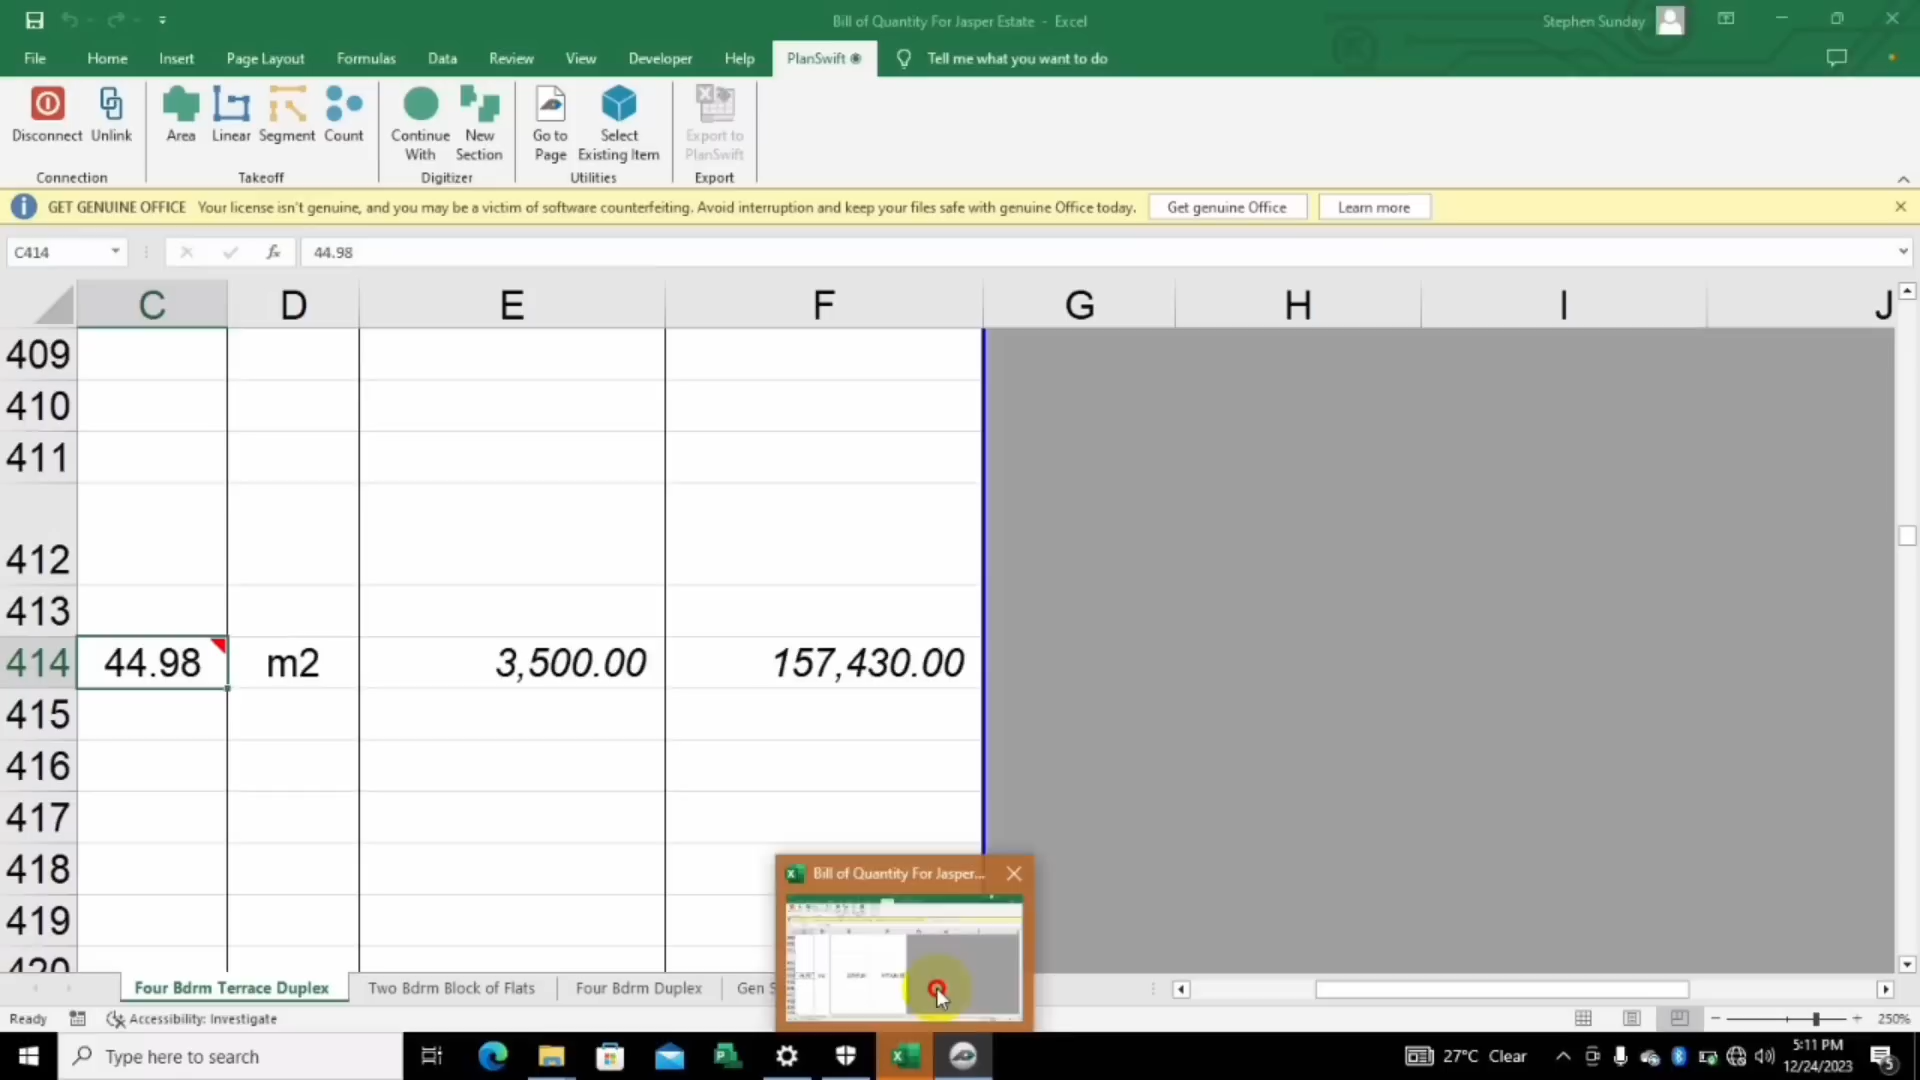 Bill of Quantity For Jasper Estate - Excel
Stephen Sunday
File Home Insert Page Layout Formulas Data Review View Developer Help PlanSwift Tell me what you want to do
Disconnect Unlink Area Linear Segment Count Continue With New Section Go to Page Select Existing Item Export to PlanSwift
Connection Takeoff Digitizer Utilities Export
GET GENUINE OFFICE Your license isn't genuine, and you may be a victim of software counterfeiting. Avoid interruption and keep your files safe with genuine Office today. Get genuine Office Learn more
C414 fx 44.98
C D E F G H I J
409
410
411
412
413
414 44.98 m2 3,500.00 157,430.00
415
416
417
418
419
420
Bill of Quantity For Jasper...
Four Bdrm Terrace Duplex Two Bdrm Block of Flats Four Bdrm Duplex Gen S
Ready Accessibility: Investigate 250%
Type here to search 27°C Clear 5:11 PM
12/24/2023 5